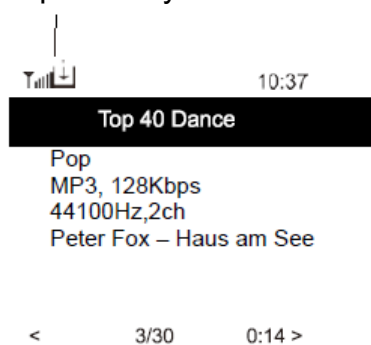 10:37
Top 40 Dance
Pop
MP3, 128Kbps
44100Hz,2ch
Peter Fox – Haus am See
< 3/30 0:14 >